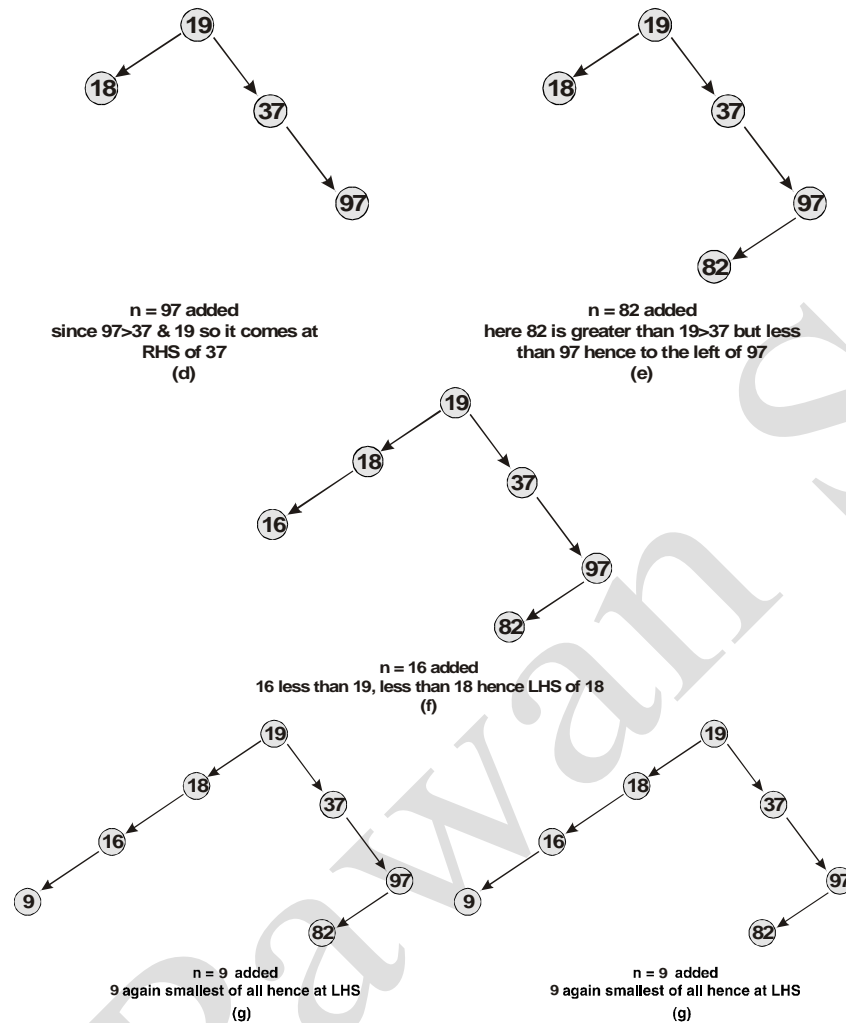 19
18
37
97
n = 97 added
since 97>37 & 19 so it comes at
RHS of 37
(d)
19
18
37
97
82
n = 82 added
here 82 is greater than 19>37 but less
than 97 hence to the left of 97
(e)
19
18
37
16
97
82
n = 16 added
16 less than 19, less than 18 hence LHS of 18
(f)
19
18
37
16
97
9
82
n = 9 added
9 again smallest of all hence at LHS
(g)
19
18
37
16
97
9
82
n = 9 added
9 again smallest of all hence at LHS
(g)
Pawan S